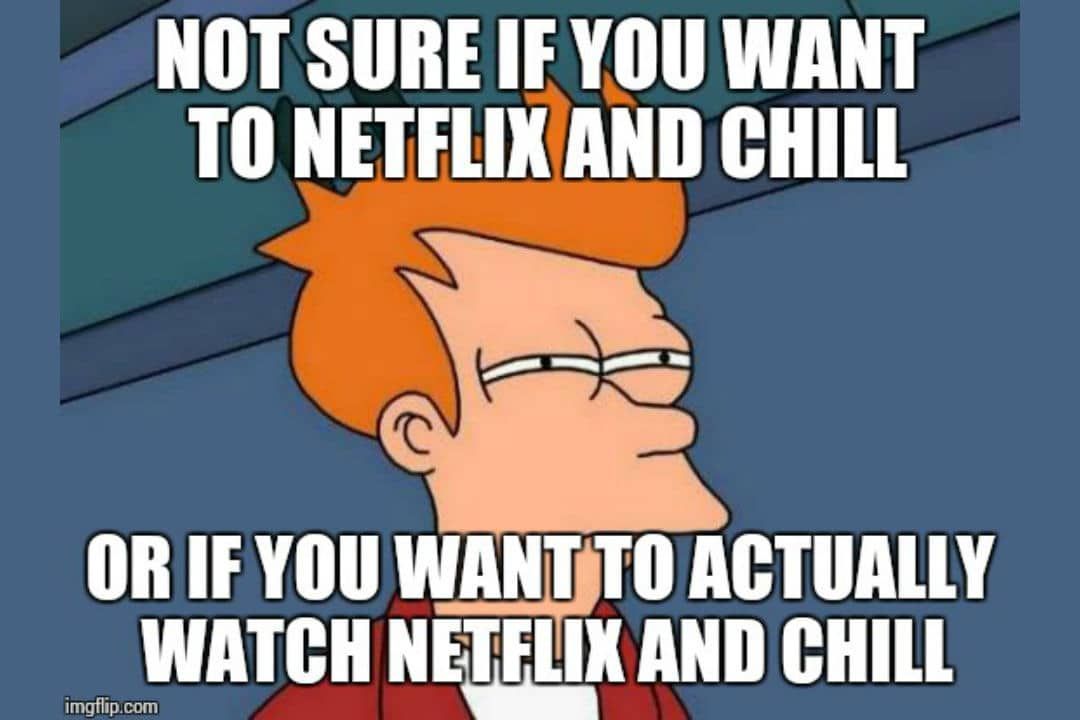 NOT SURE IF YOU WANT
TO NETFLIX AND CHILL
OR IF YOU WANT TO ACTUALLY
WATCH NETFLIX AND CHILL
imgflip.com